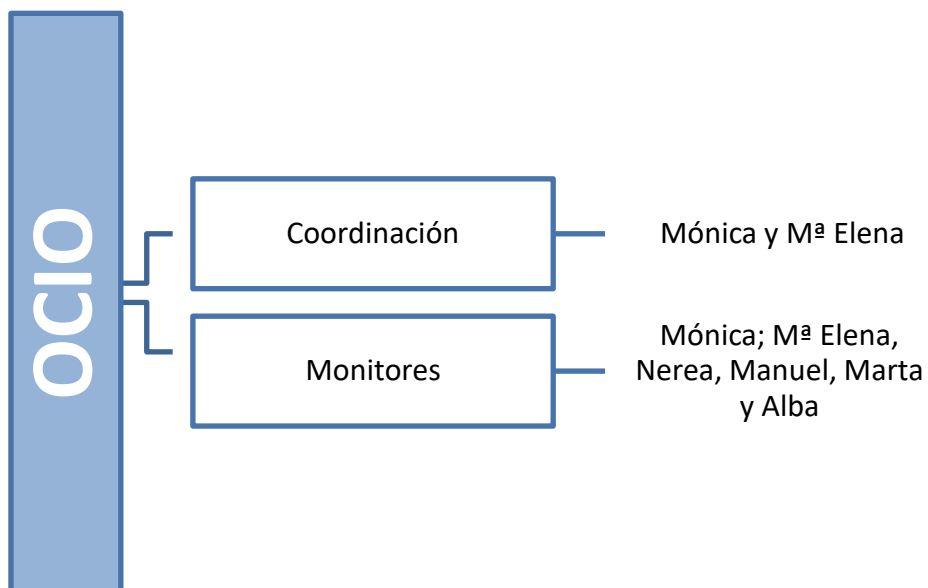 OCIO
Coordinación
Mónica y Mª Elena
Monitores
Mónica; Mª Elena,
Nerea, Manuel, Marta
y Alba